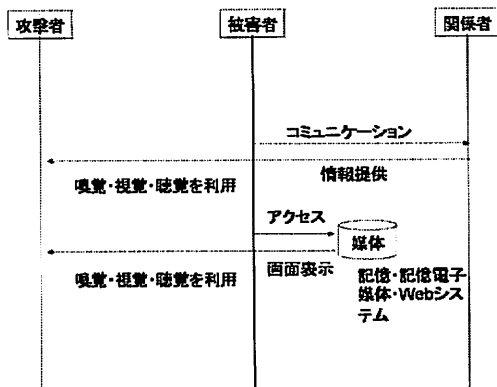 攻撃者
被害者
関係者
コミュニケーション
情報提供
嗅覚・視覚・聴覚を利用
アクセス
媒体
画面表示
嗅覚・視覚・聴覚を利用
記憶・記憶電子
媒体・Webシス
テム